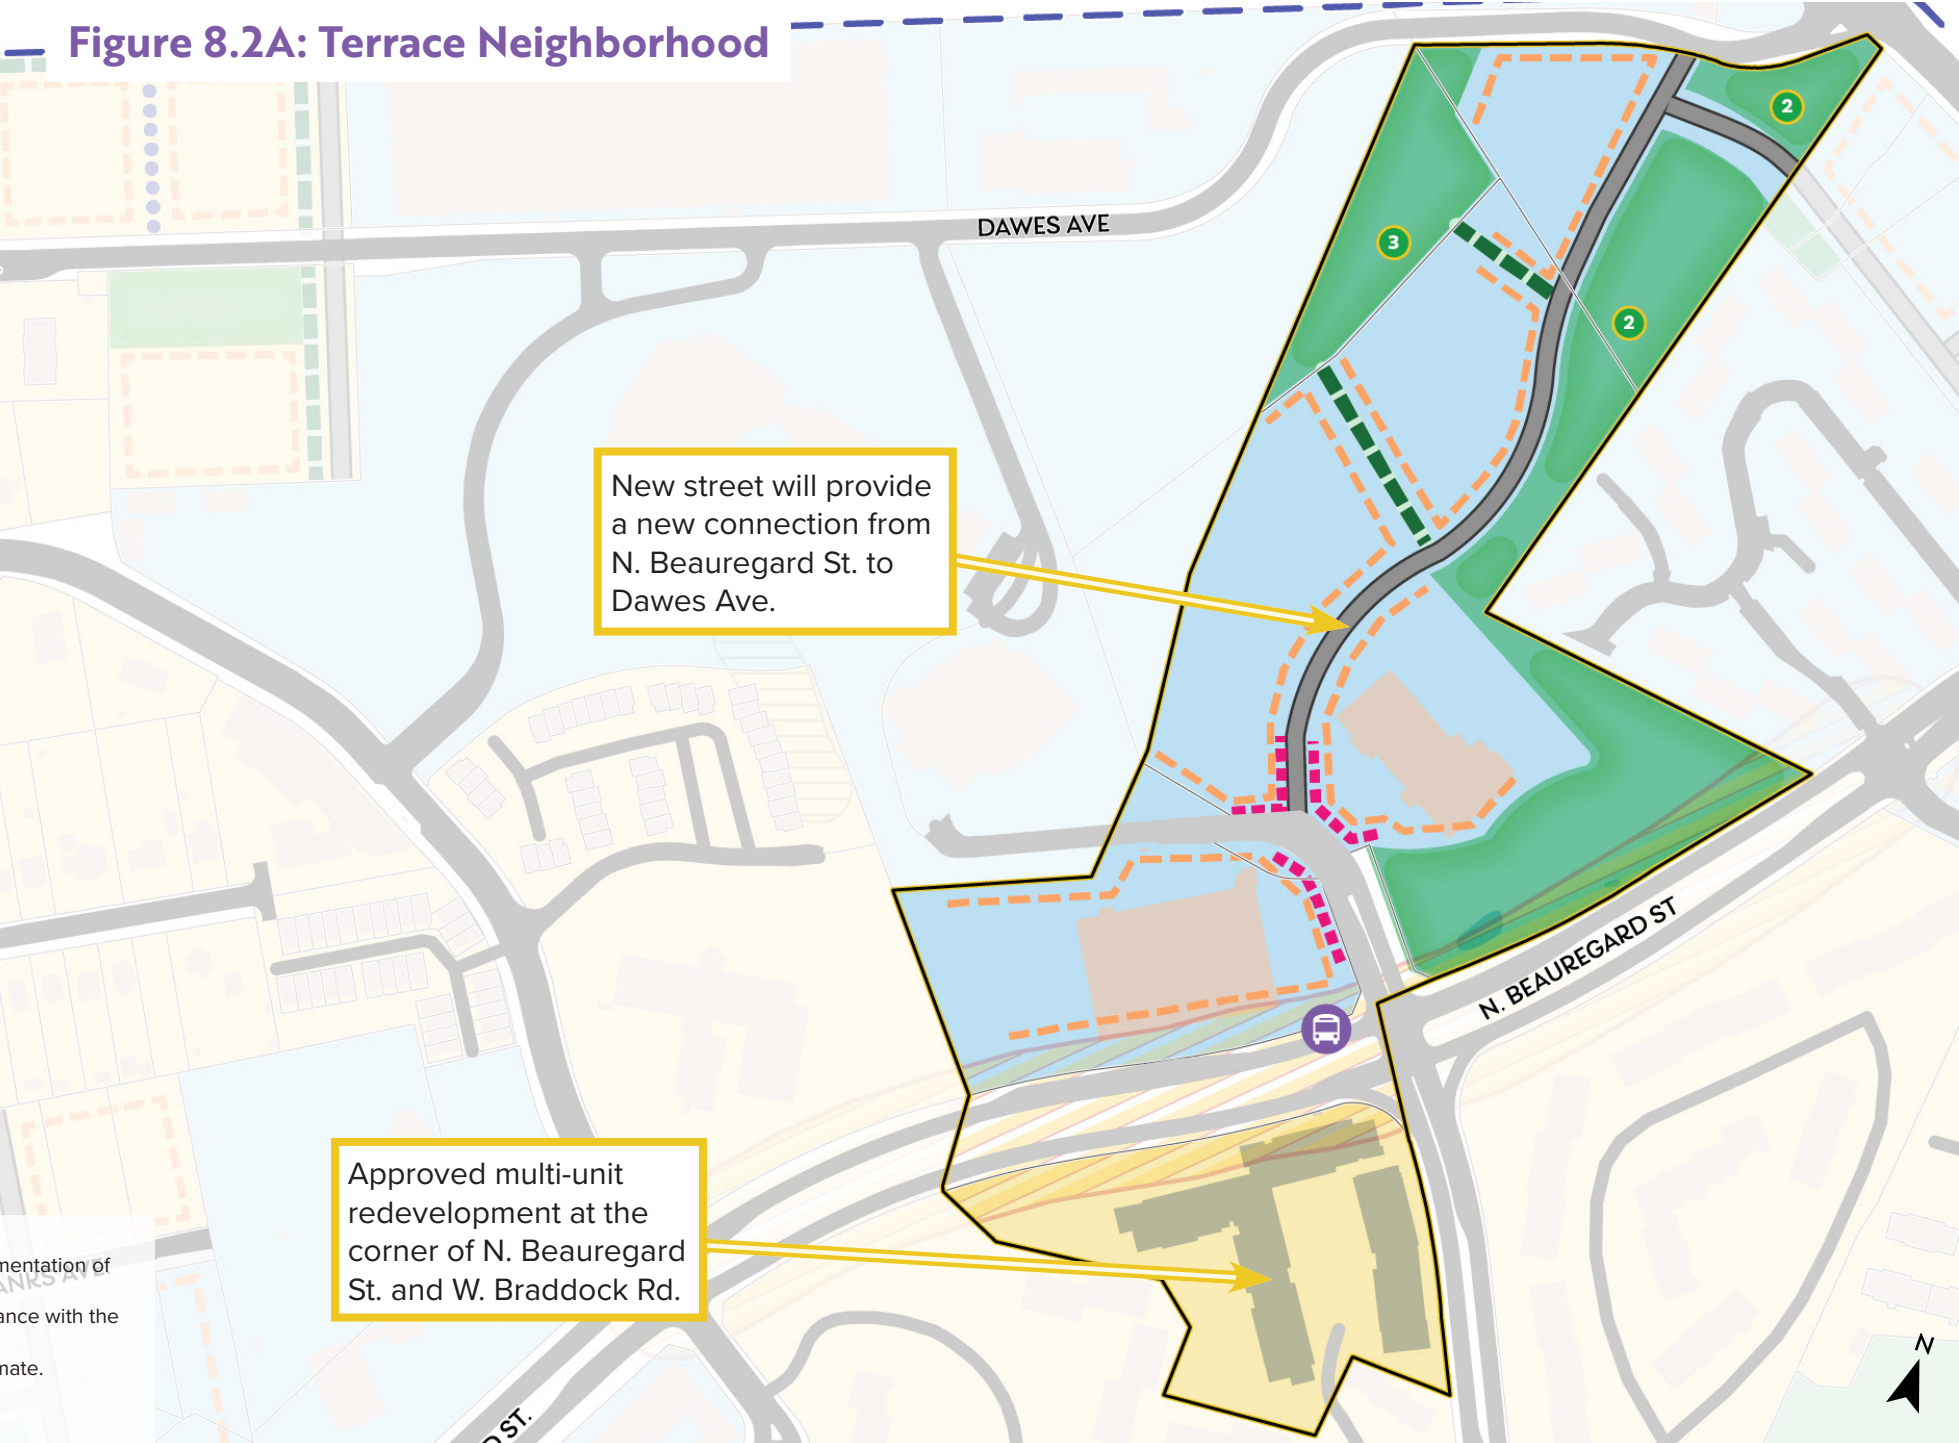 Figure 8.2A: Terrace Neighborhood
2
DAWES AVE
3
2
New street will provide
a new connection from
N. Beauregard St. to
Dawes Ave.
N. BEAUREGARD ST
Approved multi-unit
redevelopment at the
corner of N. Beauregard
St. and W. Braddock Rd.
of
ance with the
N
ST.